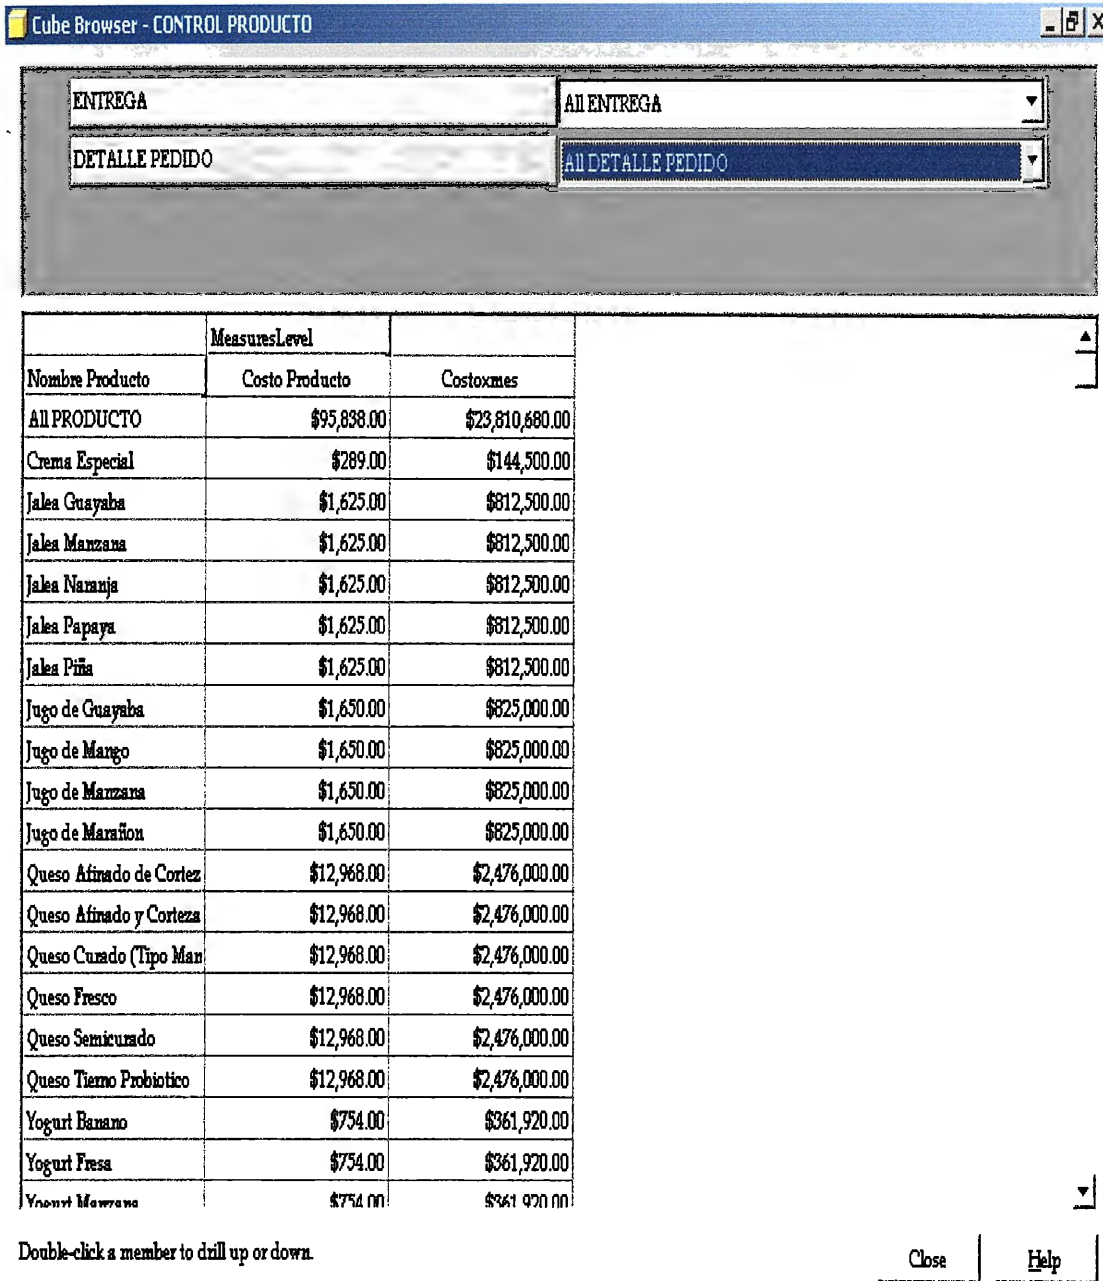 Cube Browser - CONTROL PRODUCTO
ENTREGA All ENTREGA
DETALLE PEDIDO All DETALLE PEDIDO
MeasuresLevel
Nombre Producto Costo Producto Costoxmes
All PRODUCTO $95,838.00 $23,810,680.00
Crema Especial $289.00 $144,500.00
Jalea Guayaba $1,625.00 $812,500.00
Jalea Manzana $1,625.00 $812,500.00
Jalea Naranja $1,625.00 $812,500.00
Jalea Papaya $1,625.00 $812,500.00
Jalea Piña $1,625.00 $812,500.00
Jugo de Guayaba $1,650.00 $825,000.00
Jugo de Mango $1,650.00 $825,000.00
Jugo de Manzana $1,650.00 $825,000.00
Jugo de Marañon $1,650.00 $825,000.00
Queso Afinado de Cortez $12,968.00 $2,476,000.00
Queso Afinado y Corteza $12,968.00 $2,476,000.00
Queso Curado (Tipo Man $12,968.00 $2,476,000.00
Queso Fresco $12,968.00 $2,476,000.00
Queso Semicurado $12,968.00 $2,476,000.00
Queso Tierno Probiotico $12,968.00 $2,476,000.00
Yogurt Banano $754.00 $361,920.00
Yogurt Fresa $754.00 $361,920.00
Yogurt Manzana $754.00 $361,920.00
Double-click a member to drill up or down.
Close Help